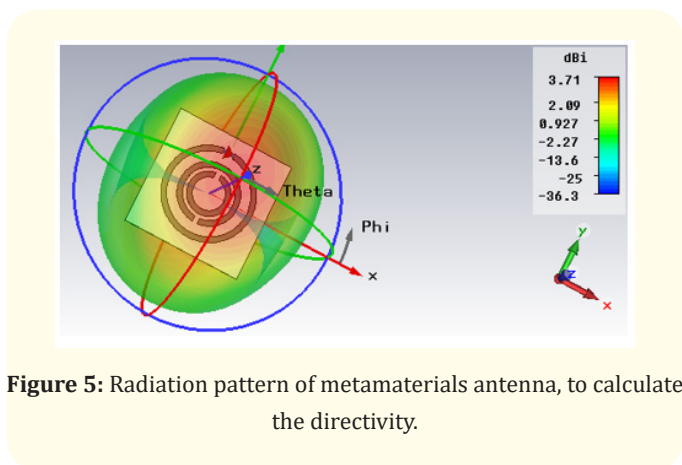 dBi
3.71
2.09
0.927
-2.27
-13.6
-25
-36.3
z
Theta
Phi
x
y
z
x
Figure 5: Radiation pattern of metamaterials antenna, to calculate
the directivity.